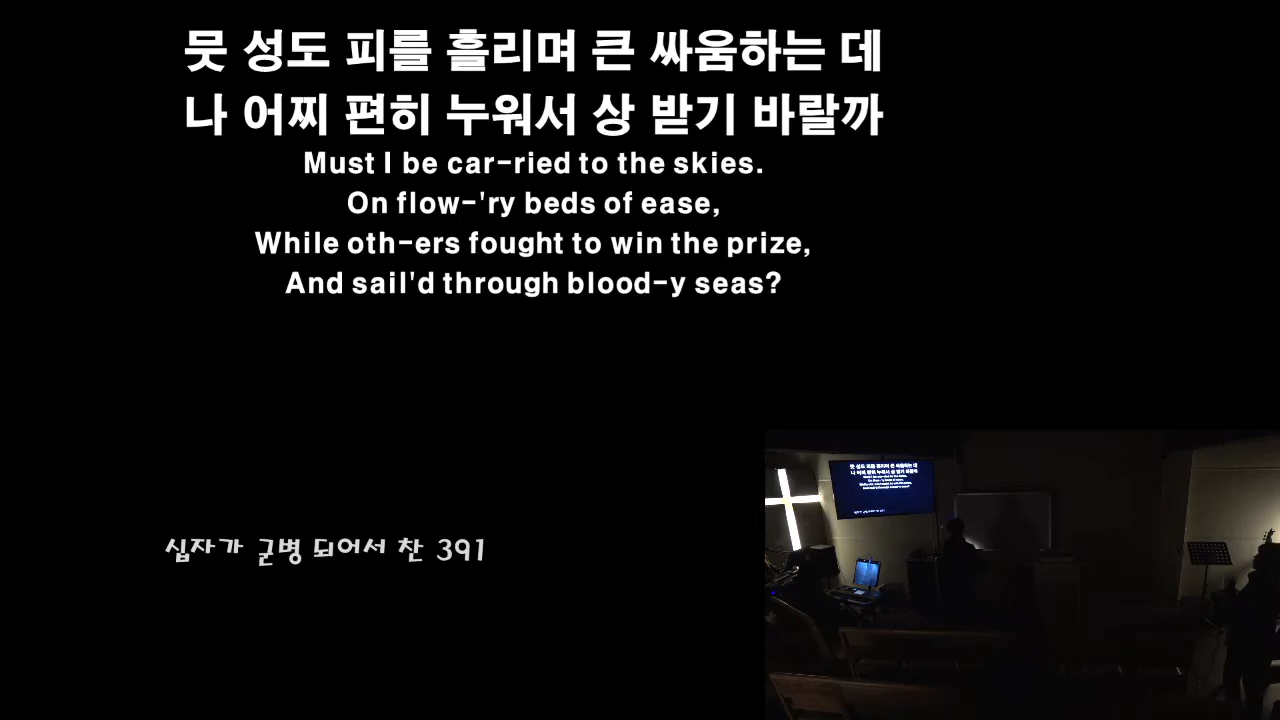 뭇 성도 피를 흘리며 큰 싸움하는 데
나 어찌 편히 누워서 상 받기 바랄까
Must I be car-ried to the skies.
On flow-'ry beds of ease,
While oth-ers fought to win the prize,
And sail'd through blood-y seas?
십자가 군병 되어서 찬 391